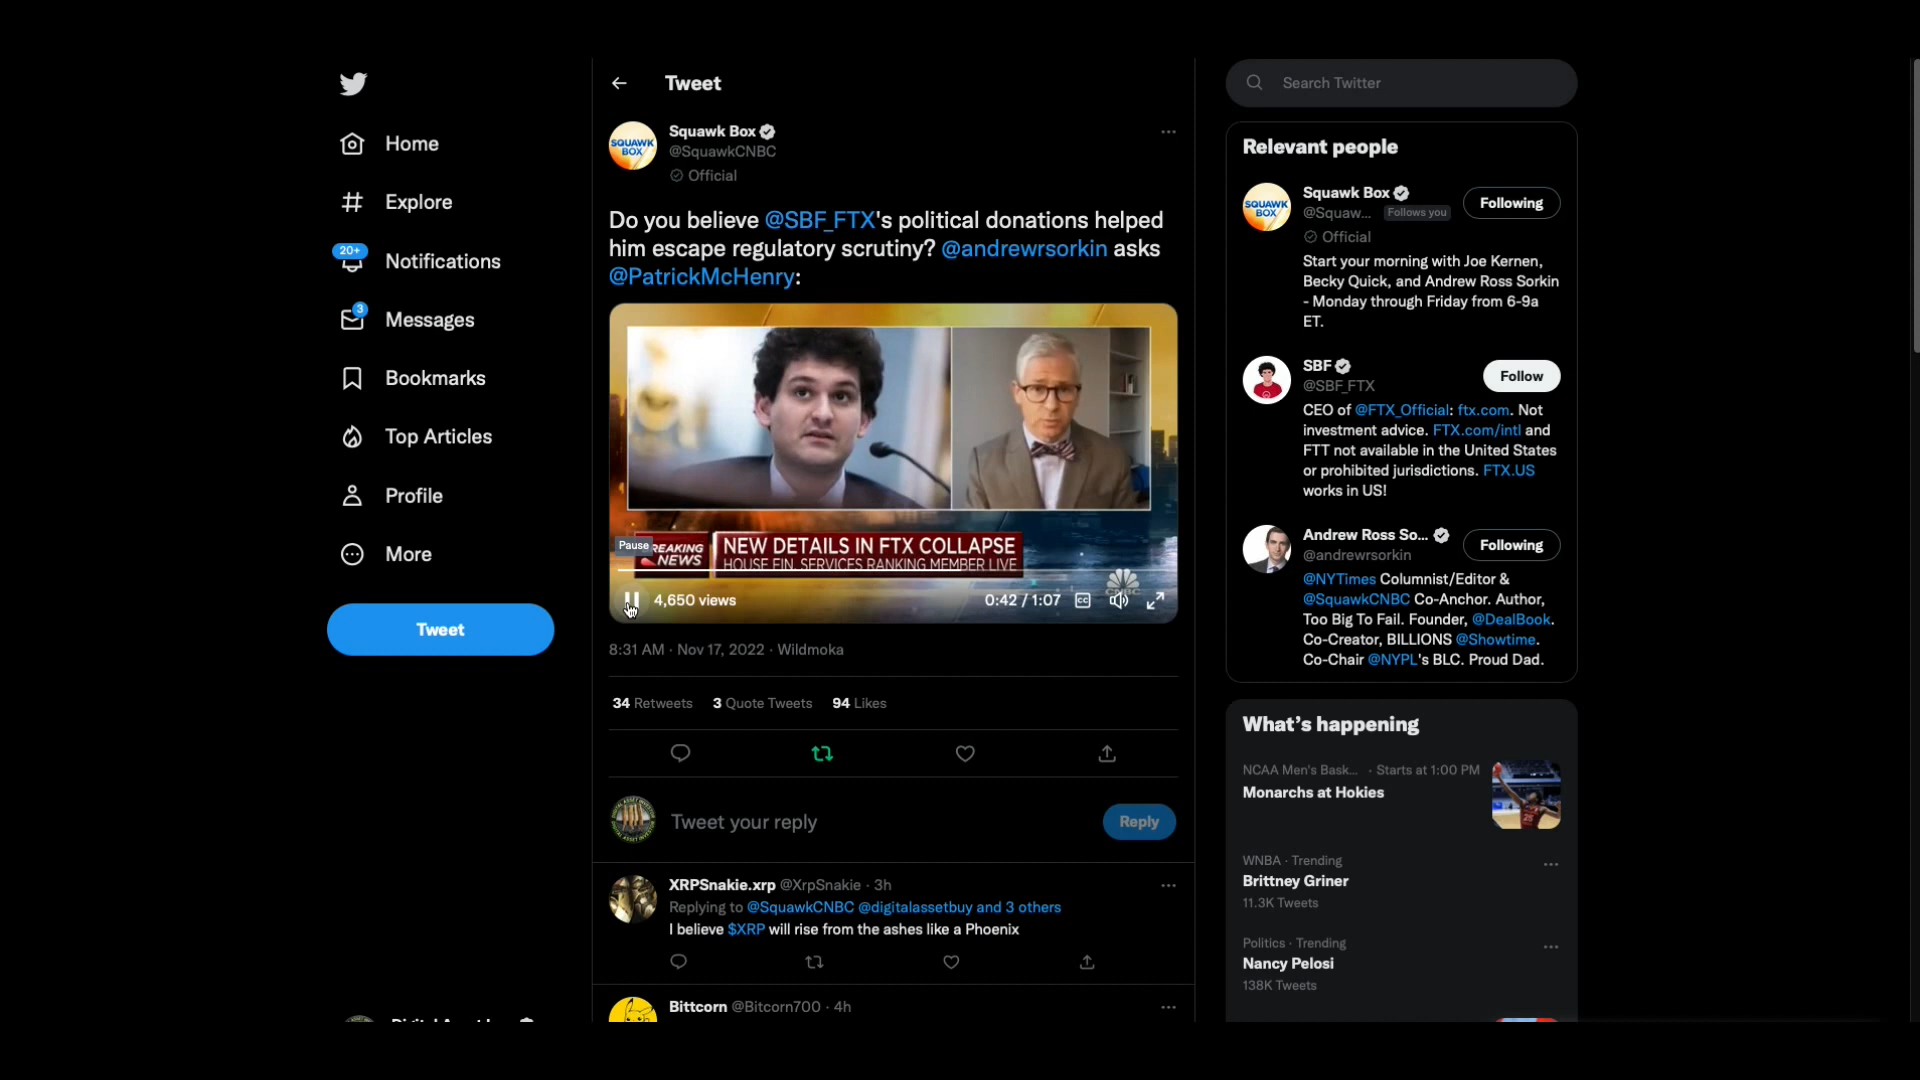 Home
Explore
20+
Notifications
3
Messages
Bookmarks
Top Articles
Profile
More
Tweet
Tweet
SQUAWK
BOX
Squawk Box
@SquawkCNBC
Official
Do you believe @SBF_FTX's political donations helped
him escape regulatory scrutiny? @andrewrsorkin asks
@PatrickMcHenry:
Pause
NEWS
NEW DETAILS IN FTX COLLAPSE
HOUSE FIN. SERVICES RANKING MEMBER LIVE
4,650 views
0:42 / 1:07
CC
CNBC
8:31 AM · Nov 17, 2022 · Wildmoka
34 Retweets 3 Quote Tweets 94 Likes
Tweet your reply
Reply
XRPSnakie.xrp @XrpSnakie · 3h
Replying to @SquawkCNBC @digitalassetbuy and 3 others
I believe $XRP will rise from the ashes like a Phoenix
Bittcorn @Bitcorn700 · 4h
Search Twitter
Relevant people
SQUAWK
BOX
Squawk Box
@Squaw... Follows you
Following
Official
Start your morning with Joe Kernen,
Becky Quick, and Andrew Ross Sorkin
- Monday through Friday from 6-9a
ET.
SBF
@SBF_FTX
Follow
CEO of @FTX_Official: ftx.com. Not
investment advice. FTX.com/intl and
FTT not available in the United States
or prohibited jurisdictions. FTX.US
works in US!
Andrew Ross So...
@andrewrsorkin
Following
@NYTimes Columnist/Editor &
@SquawkCNBC Co-Anchor. Author,
Too Big To Fail. Founder, @DealBook.
Co-Creator, BILLIONS @Showtime.
Co-Chair @NYPL's BLC. Proud Dad.
What's happening
NCAA Men's Bask... · Starts at 1:00 PM
Monarchs at Hokies
WNBA · Trending
Brittney Griner
11.3K Tweets
Politics · Trending
Nancy Pelosi
138K Tweets